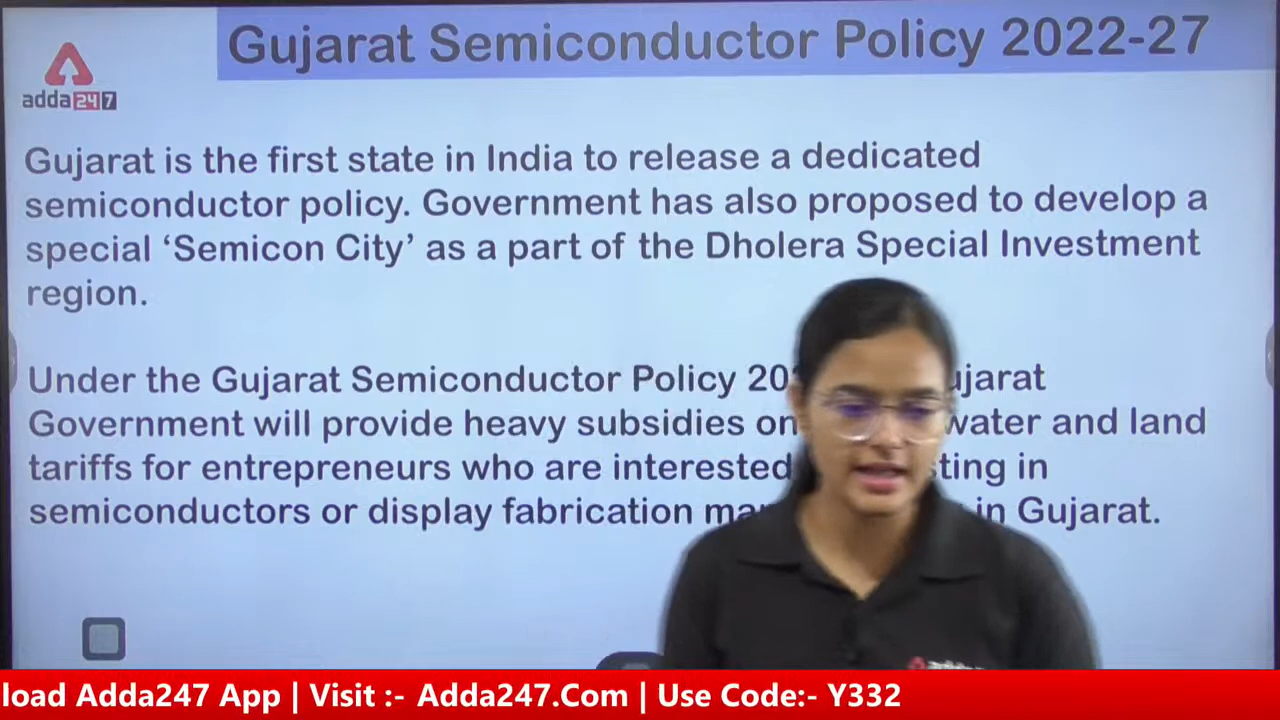 Gujarat Semiconductor Policy 2022-27
adda247
Gujarat is the first state in India to release a dedicated
semiconductor policy. Government has also proposed to develop a
special ‘Semicon City’ as a part of the Dholera Special Investment
region.
Under the Gujarat Semiconductor Policy
Government will provide heavy subsidies on water and land
tariffs for entrepreneurs who are interested in
semiconductors or display fabrication in Gujarat.
load Adda247 App | Visit :- Adda247.Com | Use Code:- Y332